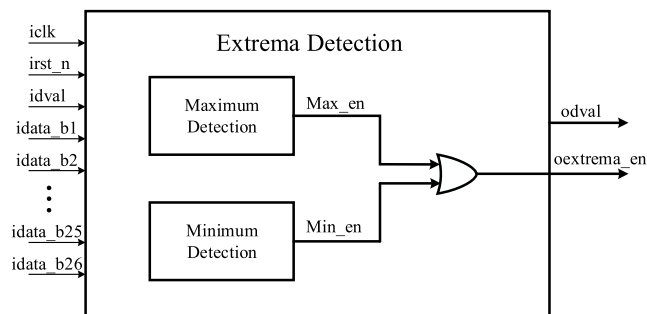 Extrema Detection
iclk
irst_n
idval
idata_b1
idata_b2
idata_b25
idata_b26
Maximum
Detection
Max_en
Minimum
Detection
Min_en
odval
oextrema_en